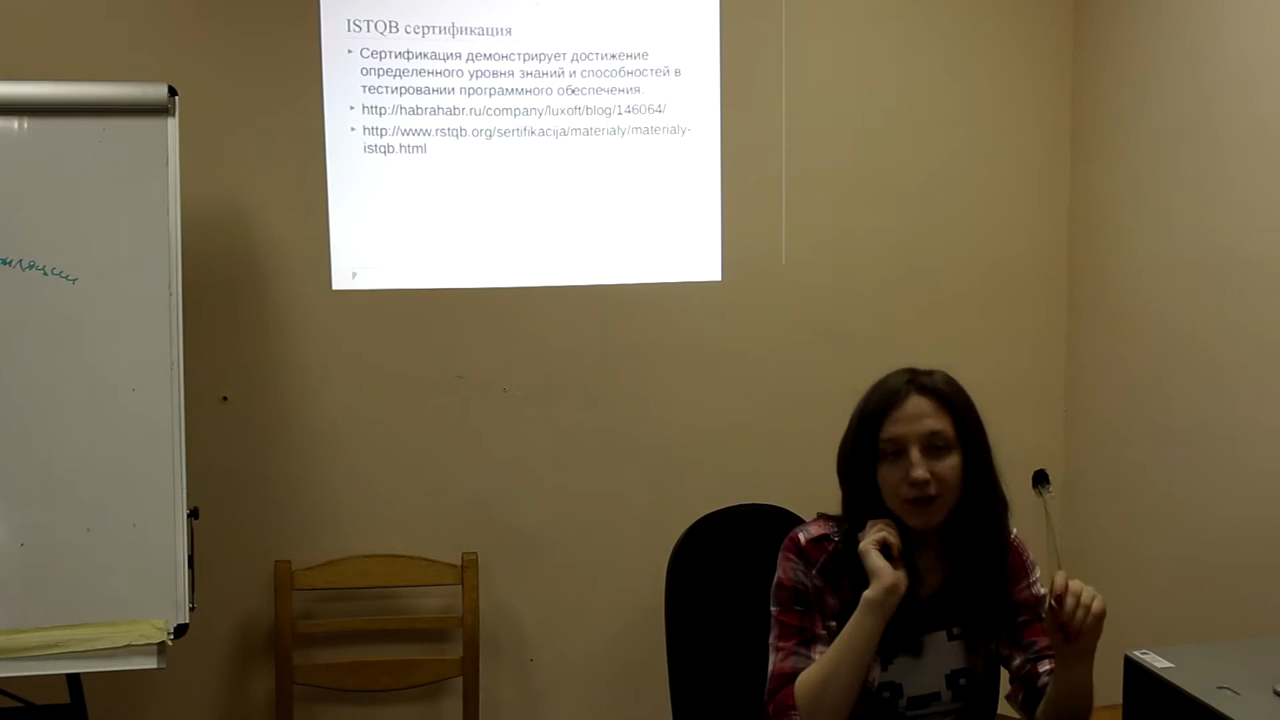 ISTQB сертификация
Сертификация демонстрирует достижение
определенного уровня знаний и способностей в
тестировании программного обеспечения.
http://habrahabr.ru/company/luxoft/blog/146064/
http://www.rstqb.org/sertifikacija/materialy/materialy-
istqb.html